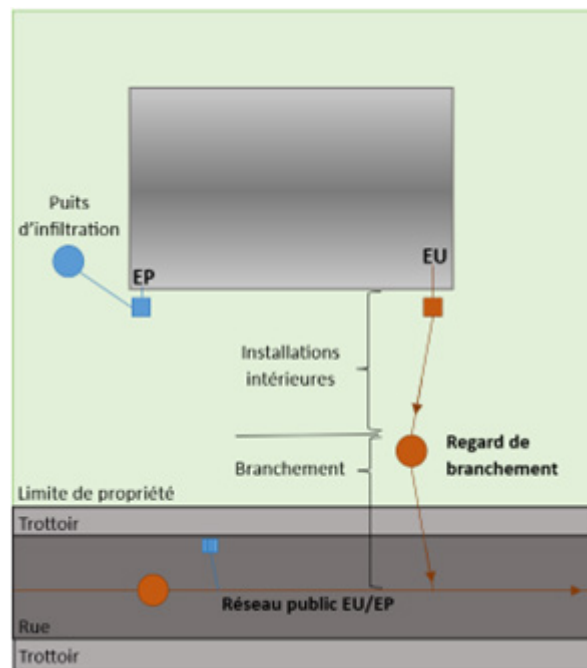 Puits
d'infiltration
EP
EU
Installations
intérieures
Regard de
branchement
Branchement
Limite de propriété
Trottoir
Réseau public EU/EP
Rue
Trottoir